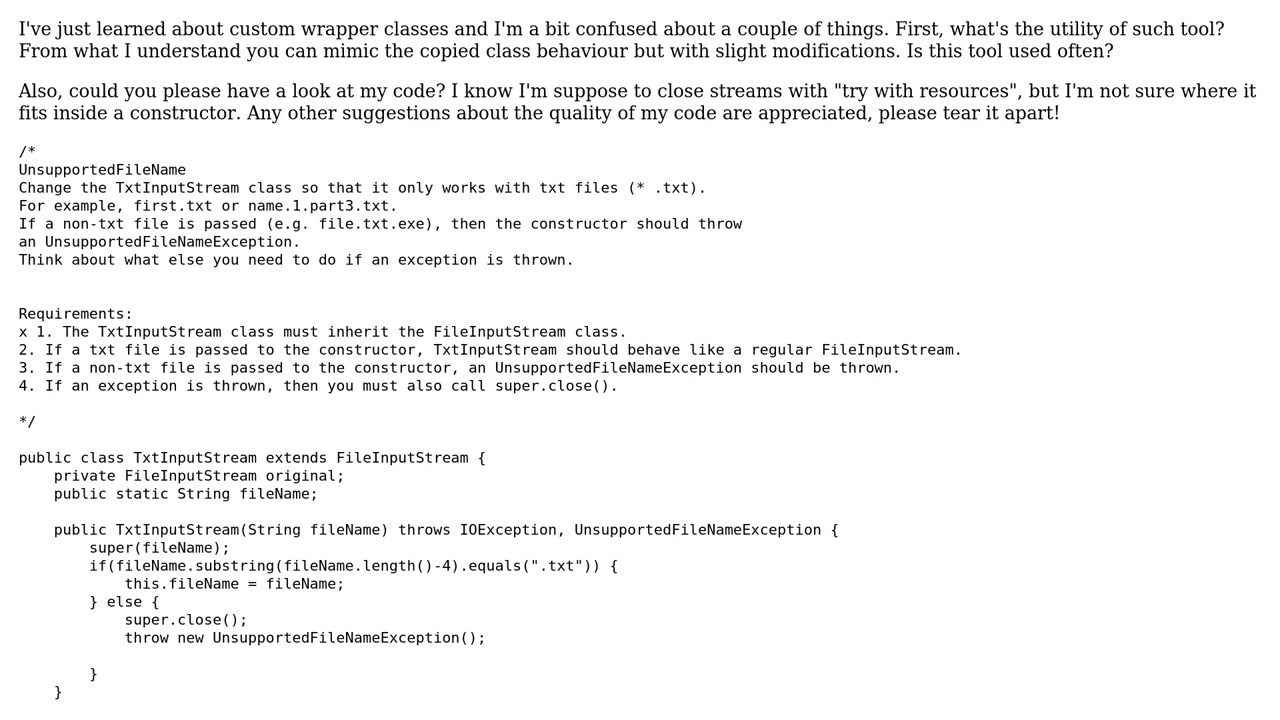 I've just learned about custom wrapper classes and I'm a bit confused about a couple of things. First, what's the utility of such tool?
From what I understand you can mimic the copied class behaviour but with slight modifications. Is this tool used often?
Also, could you please have a look at my code? I know I'm suppose to close streams with "try with resources", but I'm not sure where it
fits inside a constructor. Any other suggestions about the quality of my code are appreciated, please tear it apart!
/*
UnsupportedFileName
Change the TxtInputStream class so that it only works with txt files (* .txt).
For example, first.txt or name.1.part3.txt.
If a non-txt file is passed (e.g. file.txt.exe), then the constructor should throw
an UnsupportedFileNameException.
Think about what else you need to do if an exception is thrown.
Requirements:
x 1. The TxtInputStream class must inherit the FileInputStream class.
2. If a txt file is passed to the constructor, TxtInputStream should behave like a regular FileInputStream.
3. If a non-txt file is passed to the constructor, an UnsupportedFileNameException should be thrown.
4. If an exception is thrown, then you must also call super.close().
*/
public class TxtInputStream extends FileInputStream {
    private FileInputStream original;
    public static String fileName;
    public TxtInputStream(String fileName) throws IOException, UnsupportedFileNameException {
        super(fileName);
        if(fileName.substring(fileName.length()-4).equals(".txt")) {
            this.fileName = fileName;
        } else {
            super.close();
            throw new UnsupportedFileNameException();
        }
    }